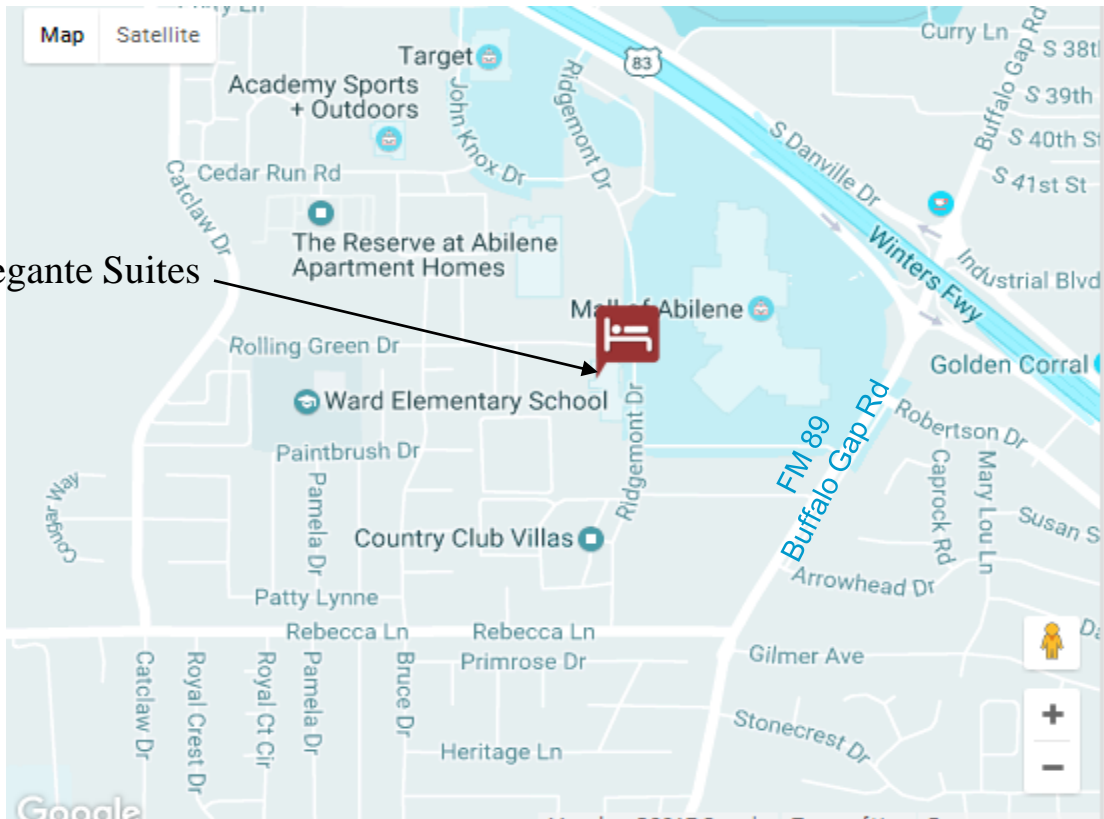 Map
Satellite
Curry Ln
Target
83
S 39th
Academy Sports
+ Outdoors
John Knox Dr
Ridgemont Dr
Buffalo Gap Rd
S 40th
S Danville Dr
S 41st St
Cedar Run Rd
Catclaw Dr
The Reserve at Abilene
Apartment Homes
Winters Fwy
Industrial Blvd
egante Suites
Mall of Abilene
Rolling Green Dr
Golden Corral
Ward Elementary School
Ridgemont Dr
FM 89
Buffalo Gap Rd
Robertson Dr
Paintbrush Dr
Caprock Rd
Mary Lou Ln
Cougar Way
Pamela Dr
Susan S
Country Club Villas
Arrowhead Dr
Patty Lynne
Rebecca Ln
Rebecca Ln
Primrose Dr
Gilmer Ave
Catclaw Dr
Royal Crest Dr
Royal Ct Cir
Pamela Dr
Bruce Dr
Stonecrest Dr
Heritage Ln
+
−
Google